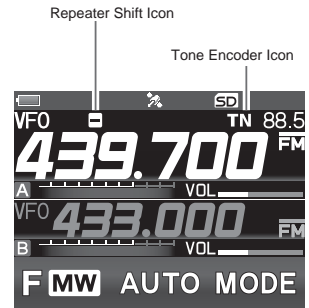 Repeater Shift Icon
Tone Encoder Icon
SD
VFO TN 88.5
439.700 FM
A VOL
VFO 433.000 FM
B VOL
F MW AUTO MODE